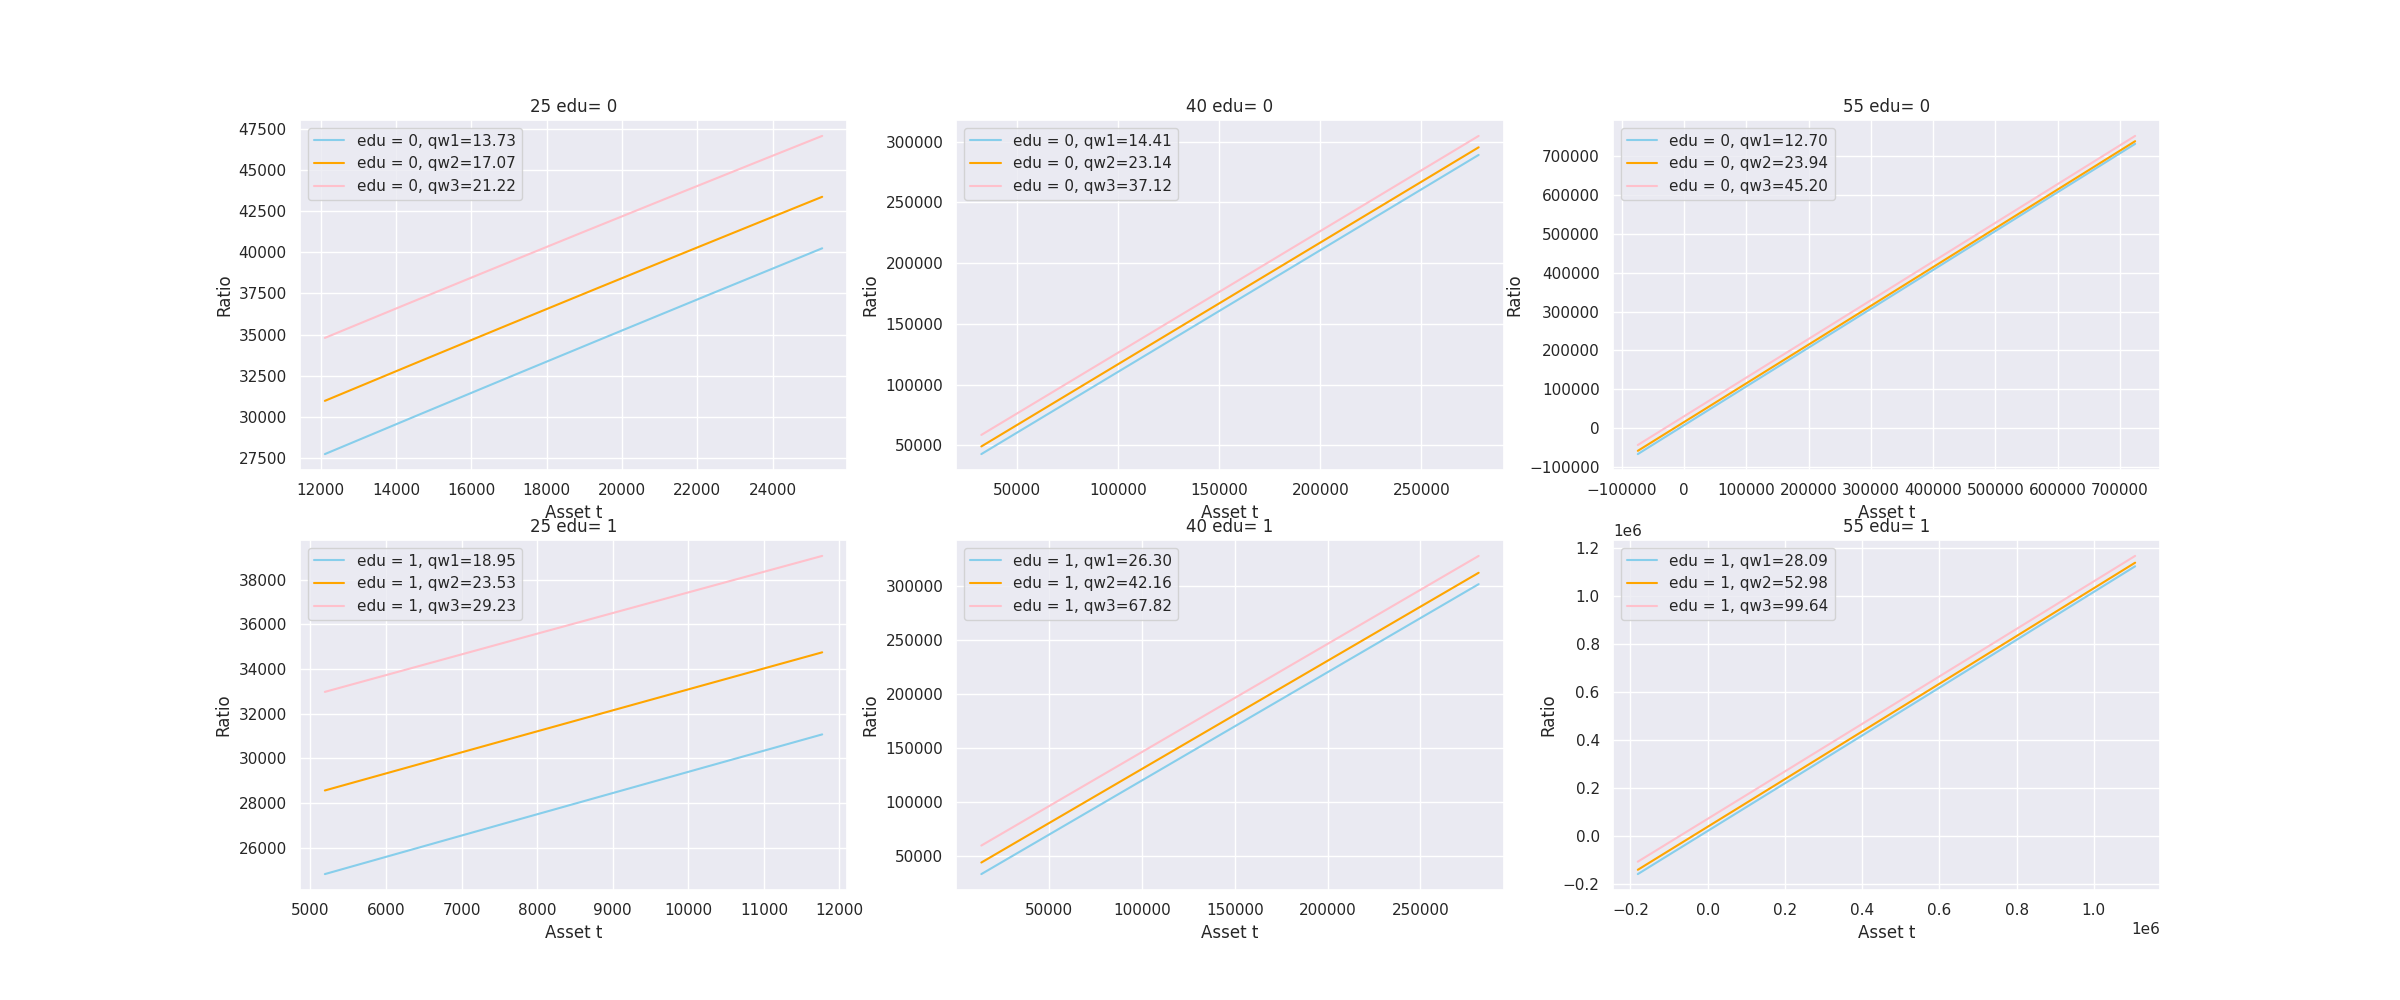 25 edu= 0
47500
45000
42500
40000
37500
35000
32500
30000
27500
Ratio
edu = 0, qw1=13.73
edu = 0, qw2=17.07
edu = 0, qw3=21.22
12000 14000 16000 18000 20000 22000 24000
Asset t
40 edu= 0
300000
250000
200000
150000
100000
50000
Ratio
edu = 0, qw1=14.41
edu = 0, qw2=23.14
edu = 0, qw3=37.12
50000 100000 150000 200000 250000
Asset t
55 edu= 0
700000
600000
500000
400000
300000
200000
100000
0
−100000
Ratio
edu = 0, qw1=12.70
edu = 0, qw2=23.94
edu = 0, qw3=45.20
−100000 0 100000 200000 300000 400000 500000 600000 700000
Asset t
25 edu= 1
38000
36000
34000
32000
30000
28000
26000
Ratio
edu = 1, qw1=18.95
edu = 1, qw2=23.53
edu = 1, qw3=29.23
5000 6000 7000 8000 9000 10000 11000 12000
Asset t
40 edu= 1
300000
250000
200000
150000
100000
50000
Ratio
edu = 1, qw1=26.30
edu = 1, qw2=42.16
edu = 1, qw3=67.82
50000 100000 150000 200000 250000
Asset t
55 edu= 1
1e6
1.2
1.0
0.8
0.6
0.4
0.2
0.0
−0.2
Ratio
edu = 1, qw1=28.09
edu = 1, qw2=52.98
edu = 1, qw3=99.64
−0.2 0.0 0.2 0.4 0.6 0.8 1.0
1e6
Asset t